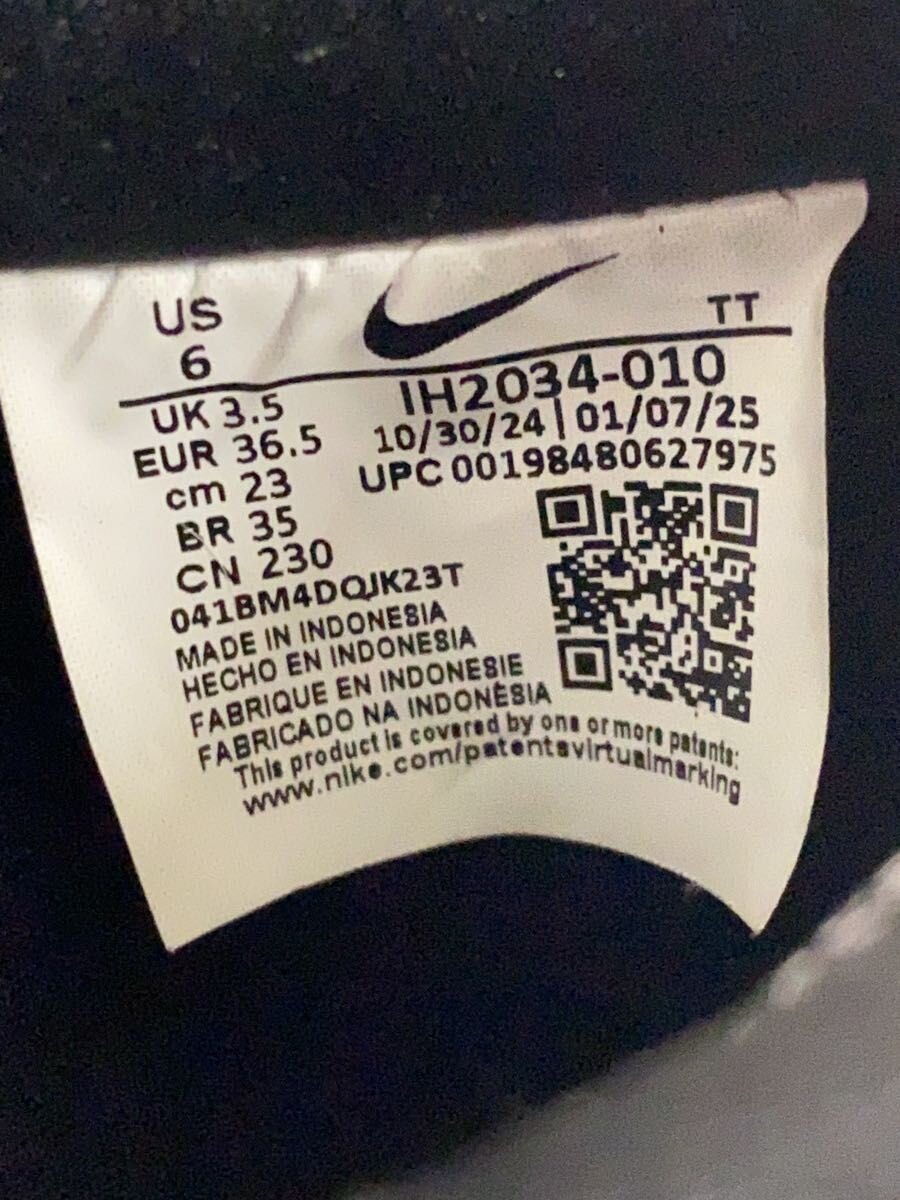 US
6
TT
UK 3.5
EUR 36.5
cm 23
BR 35
CN 230
IH2034-010
10/30/24 | 01/07/25
UPC 00198480627975
041BM4DQJK23T
MADE IN INDONESIA
HECHO EN INDONESIA
FABRIQUE EN INDONESIE
FABRICADO NA INDONÉSIA
This product is covered by one or more patents:
www.nike.com/patentsvirtualmarking